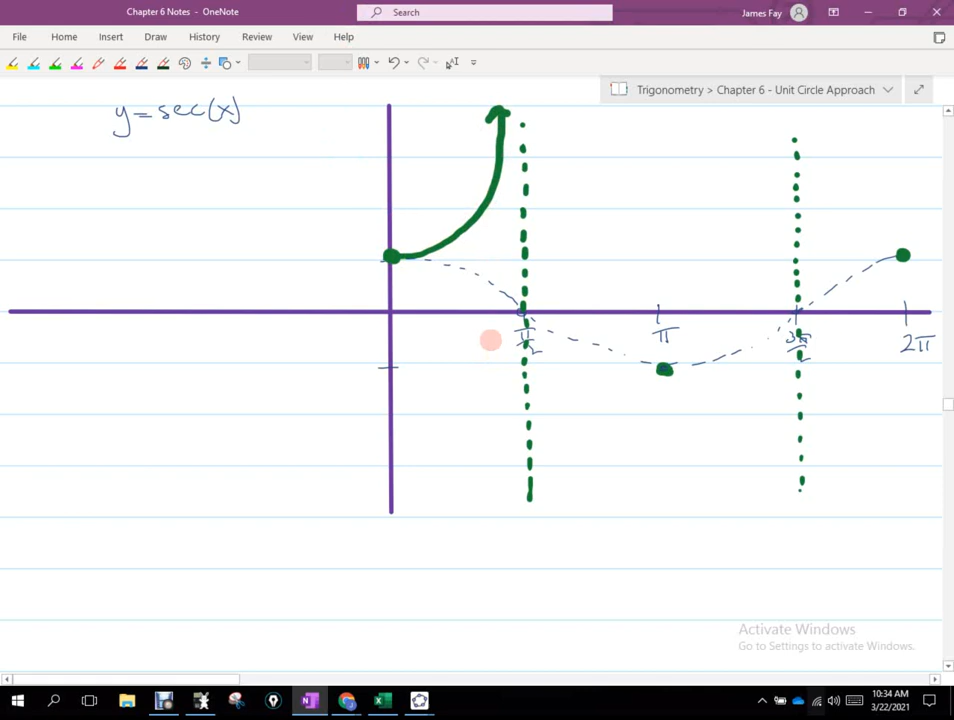 Chapter 6 Notes - OneNote
Search
James Fay
File Home Insert Draw History Review View Help
Trigonometry > Chapter 6 - Unit Circle Approach
y=sec(x)
π/2
π
3π/2
2π
Activate Windows
Go to Settings to activate Windows.
10:34 AM
3/22/2021